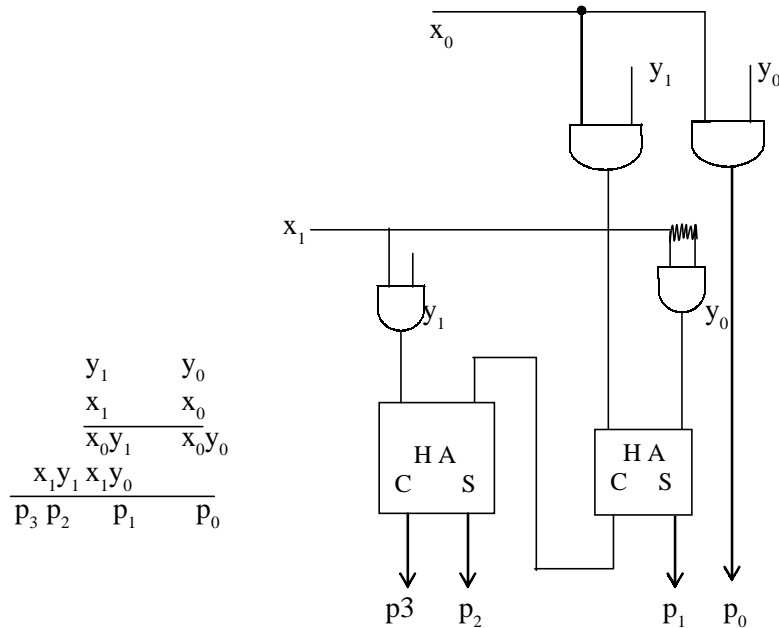 x₀
y₁ y₀
x₁
y₁ y₀
y₁ y₀
x₁ x₀
x₀y₁ x₀y₀
x₁y₁ x₁y₀
p₃ p₂ p₁ p₀
H A
C S
H A
C S
p3 p₂ p₁ p₀